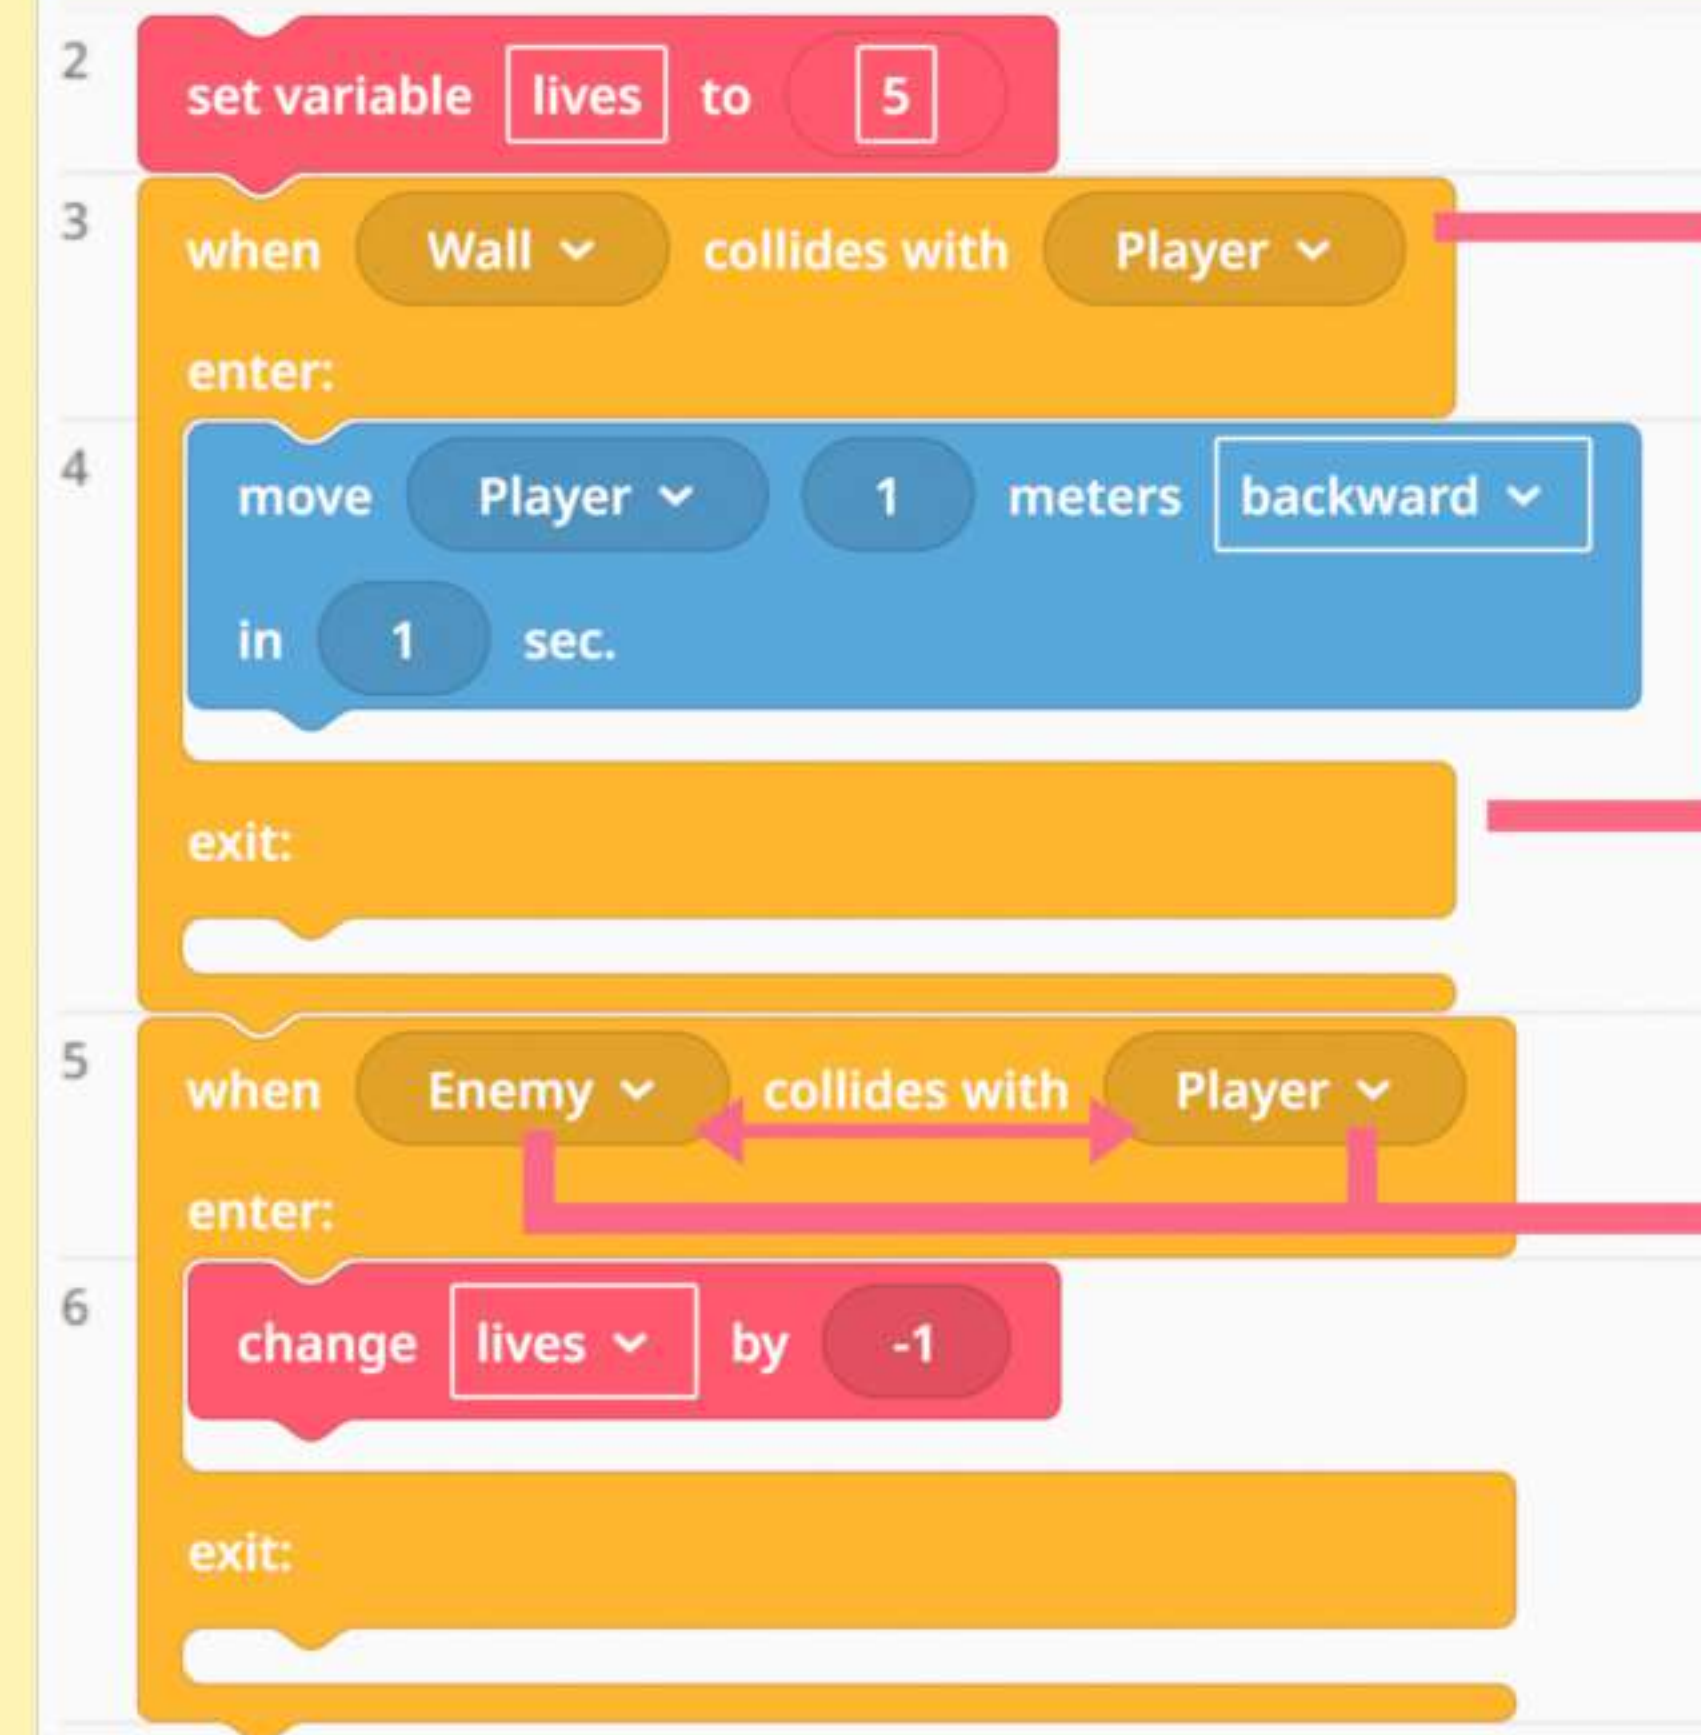 2
set variable lives to 5
3
when Wall collides with Player
enter:
4
move Player 1 meters backward
in 1 sec.
exit:
5
when Enemy collides with Player
enter:
6
change lives by -1
exit: